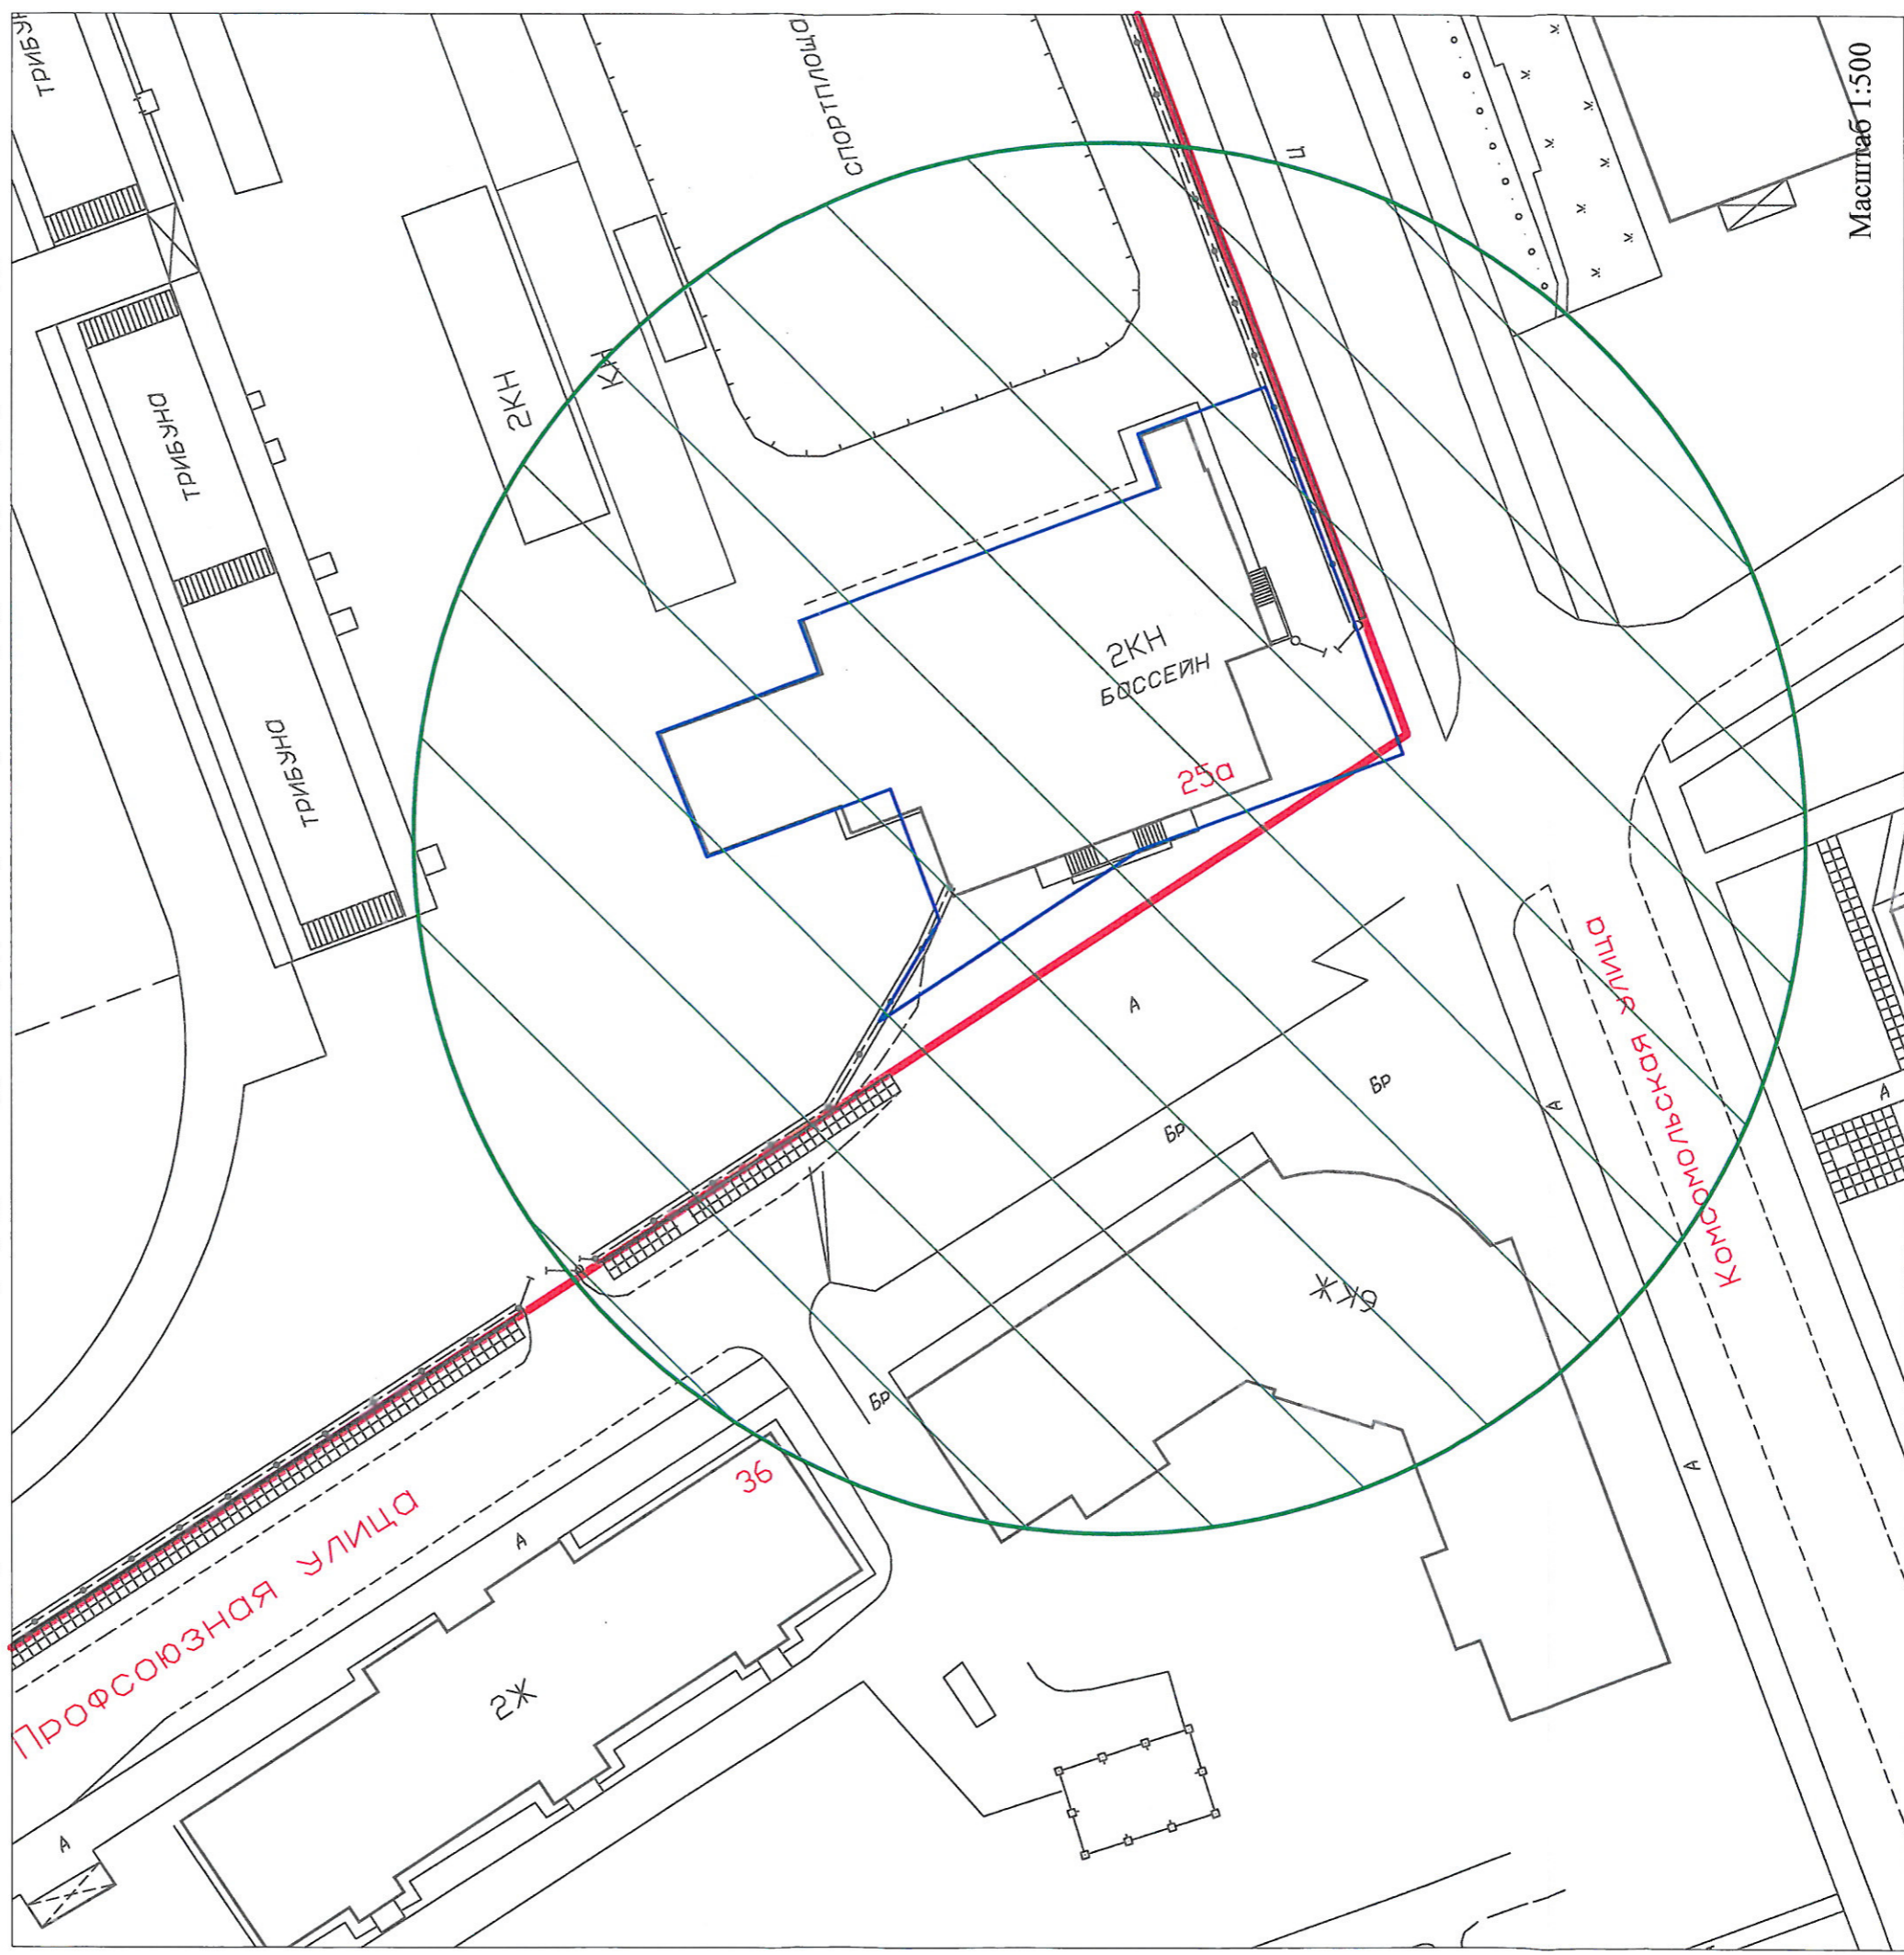 ТРИБУН
СПОРТПЛОЩА
Ц
Масштаб 1:500
КН
2КН
ТРИБУНА
2КН
БАССЕЙН
25а
ТРИБУНА
А
Бр
Бр
А
КОМСОМОЛЬСКАЯ УЛИЦА
А
6КЖ
Бр
А
36
ПРОФСОЮЗНАЯ УЛИЦА
А
2Ж
А